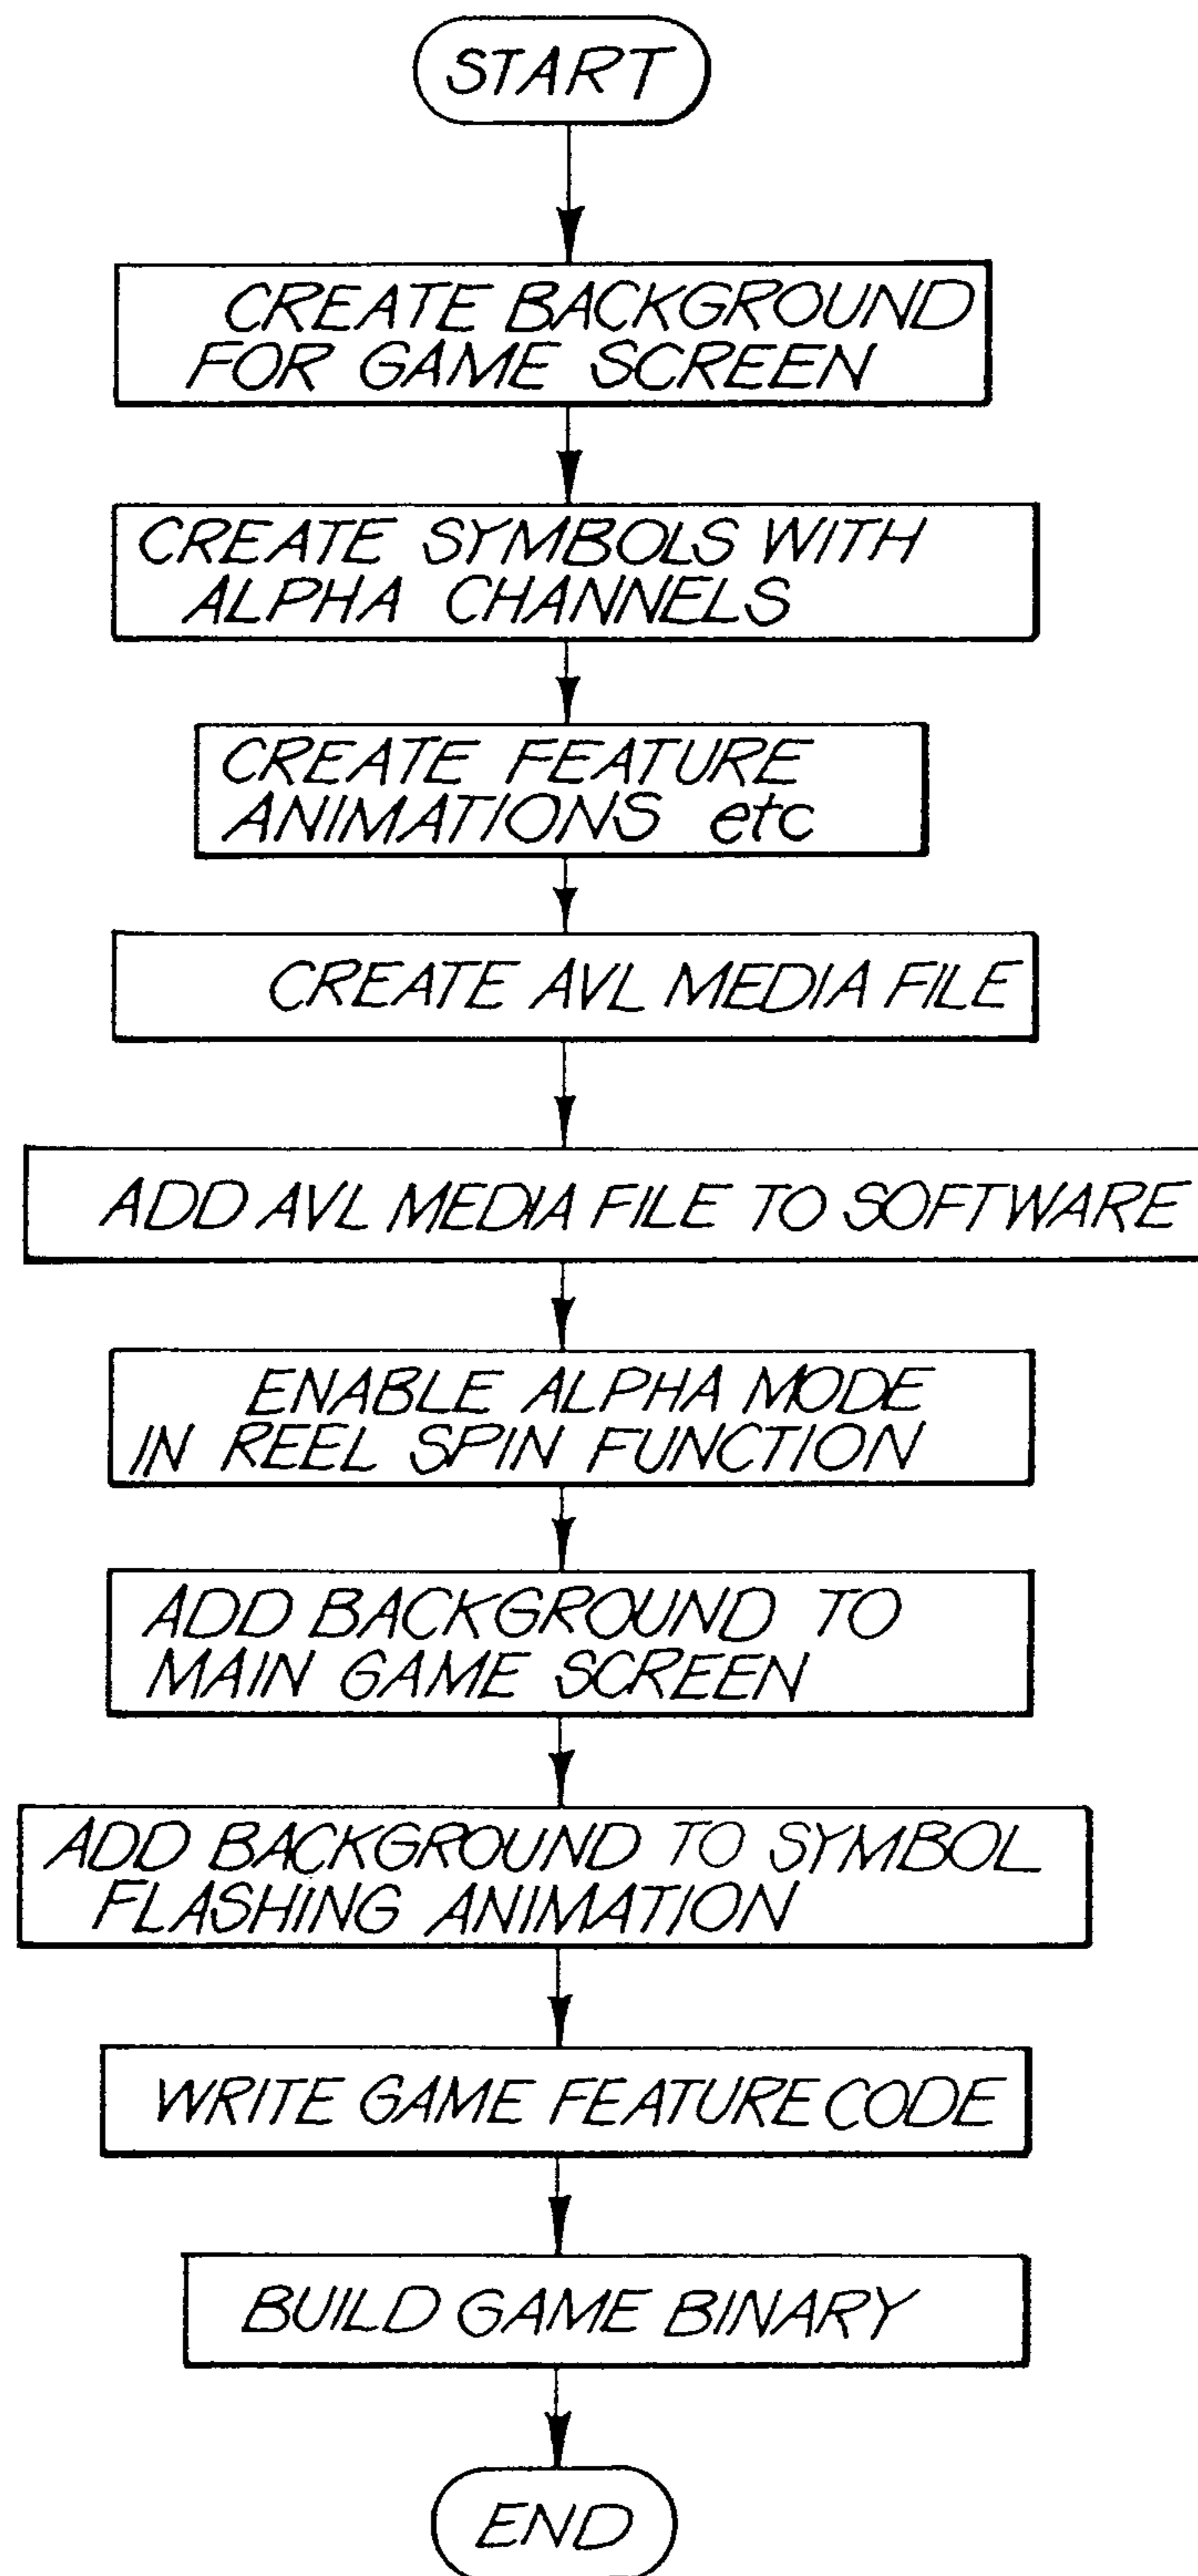 START
CREATE BACKGROUND
FOR GAME SCREEN
CREATE SYMBOLS WITH
ALPHA CHANNELS
CREATE FEATURE
ANIMATIONS etc
CREATE AVL MEDIA FILE
ADD AVL MEDIA FILE TO SOFTWARE
ENABLE ALPHA MODE
IN REEL SPIN FUNCTION
ADD BACKGROUND TO
MAIN GAME SCREEN
ADD BACKGROUND TO SYMBOL
FLASHING ANIMATION
WRITE GAME FEATURE CODE
BUILD GAME BINARY
END